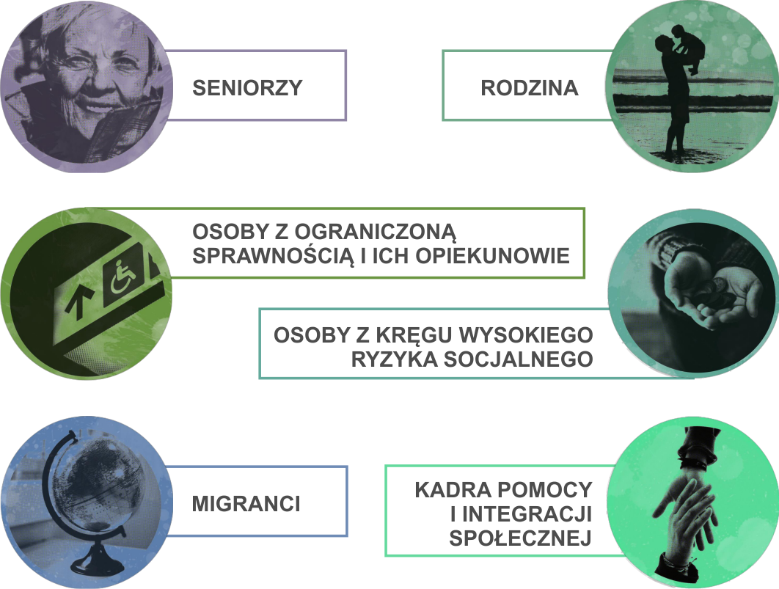 SENIORZY
RODZINA
OSOBY Z OGRANICZONĄ
SPRAWNOŚCIĄ I ICH OPIEKUNOWIE
OSOBY Z KRĘGU WYSOKIEGO
RYZYKA SOCJALNEGO
MIGRANCI
KADRA POMOCY
I INTEGRACJI
SPOŁECZNEJ